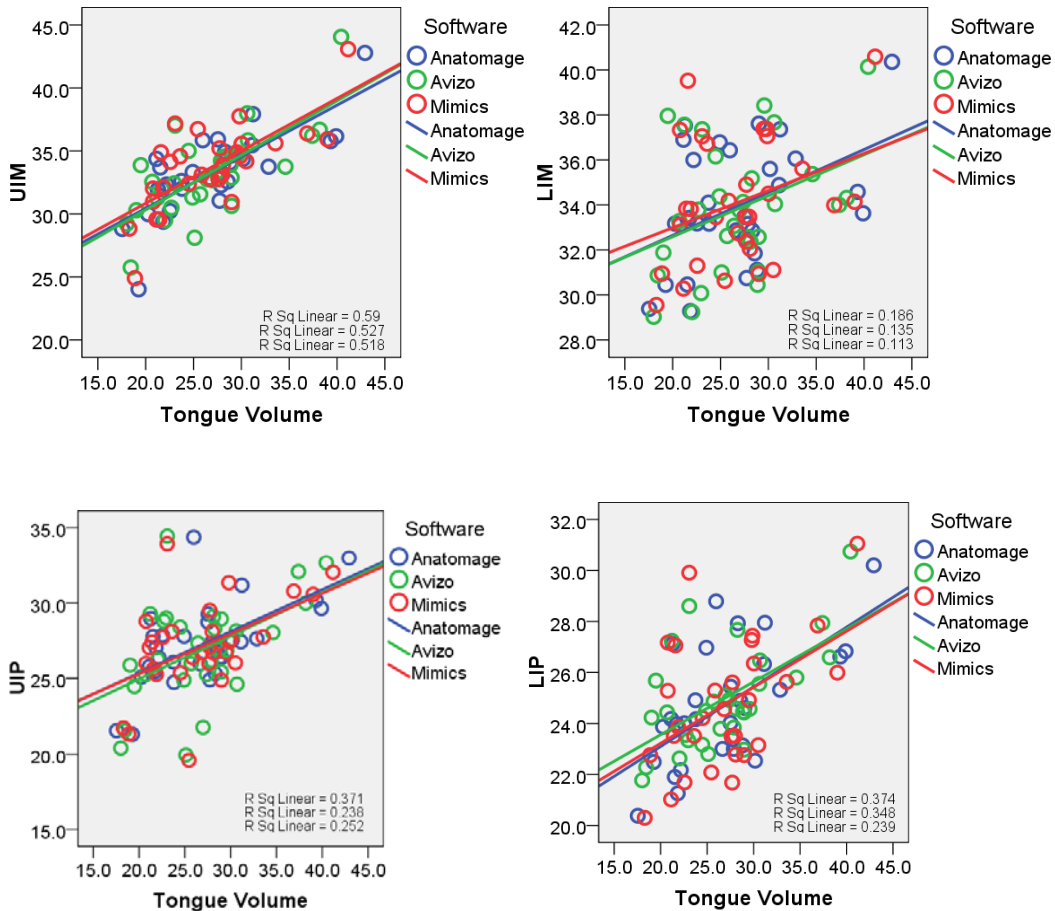 Software
Anatomage
Avizo
Mimics
Anatomage
Avizo
Mimics
UIM
45.0
40.0
35.0
30.0
25.0
20.0
R Sq Linear = 0.59
R Sq Linear = 0.527
R Sq Linear = 0.518
15.0 20.0 25.0 30.0 35.0 40.0 45.0
Tongue Volume
Software
Anatomage
Avizo
Mimics
Anatomage
Avizo
Mimics
LIM
42.0
40.0
38.0
36.0
34.0
32.0
30.0
28.0
R Sq Linear = 0.186
R Sq Linear = 0.135
R Sq Linear = 0.113
15.0 20.0 25.0 30.0 35.0 40.0 45.0
Tongue Volume
Software
Anatomage
Avizo
Mimics
Anatomage
Avizo
Mimics
UIP
35.0
30.0
25.0
20.0
15.0
R Sq Linear = 0.371
R Sq Linear = 0.238
R Sq Linear = 0.252
15.0 20.0 25.0 30.0 35.0 40.0 45.0
Tongue Volume
Software
Anatomage
Avizo
Mimics
Anatomage
Avizo
Mimics
LIP
32.0
30.0
28.0
26.0
24.0
22.0
20.0
R Sq Linear = 0.374
R Sq Linear = 0.348
R Sq Linear = 0.239
15.0 20.0 25.0 30.0 35.0 40.0 45.0
Tongue Volume